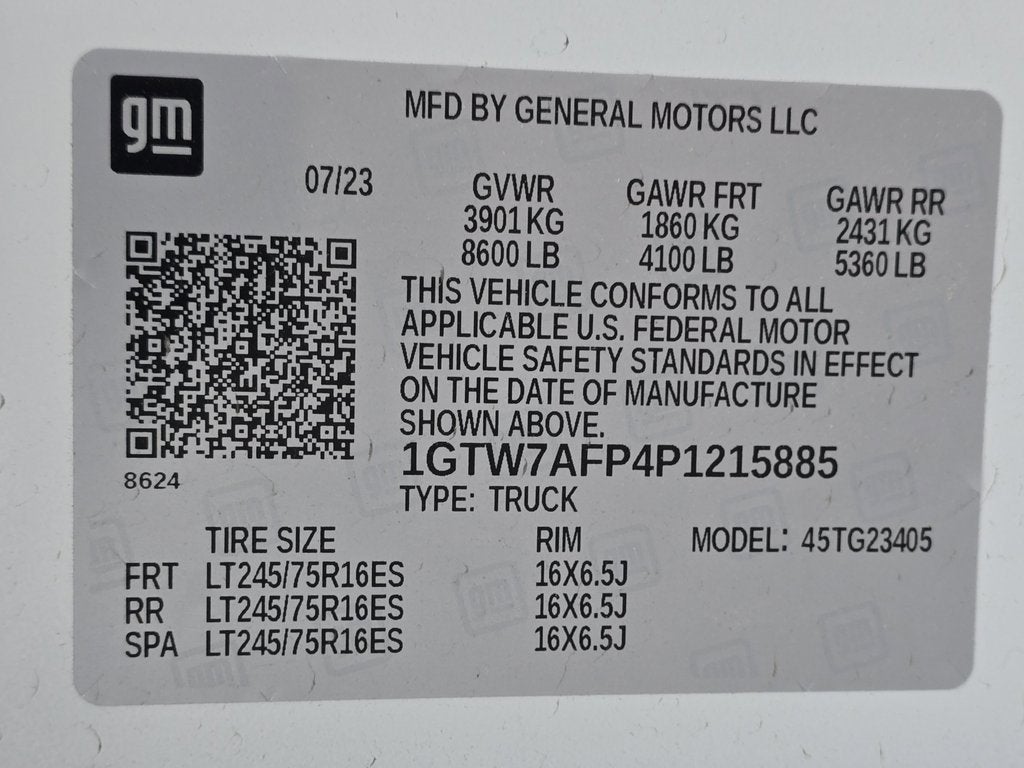 gm
MFD BY GENERAL MOTORS LLC
07/23
GVWR GAWR FRT GAWR RR
3901 KG 1860 KG 2431 KG
8600 LB 4100 LB 5360 LB
THIS VEHICLE CONFORMS TO ALL
APPLICABLE U.S. FEDERAL MOTOR
VEHICLE SAFETY STANDARDS IN EFFECT
ON THE DATE OF MANUFACTURE
SHOWN ABOVE.
1GTW7AFP4P1215885
8624
TYPE: TRUCK
TIRE SIZE RIM MODEL: 45TG23405
FRT LT245/75R16ES 16X6.5J
RR LT245/75R16ES 16X6.5J
SPA LT245/75R16ES 16X6.5J